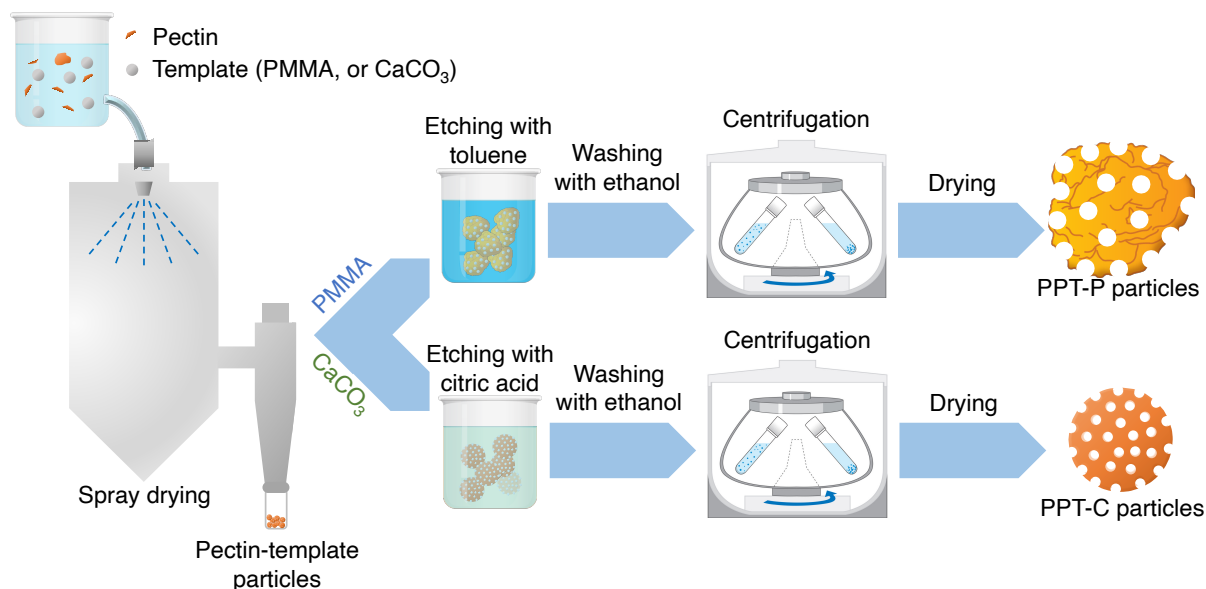 Pectin
Template (PMMA, or CaCO₃)
Spray drying
Pectin-template
particles
PMMA
CaCO₃
Etching with
toluene
Washing
with ethanol
Centrifugation
Drying
PPT-P particles
Etching with
citric acid
Washing
with ethanol
Centrifugation
Drying
PPT-C particles